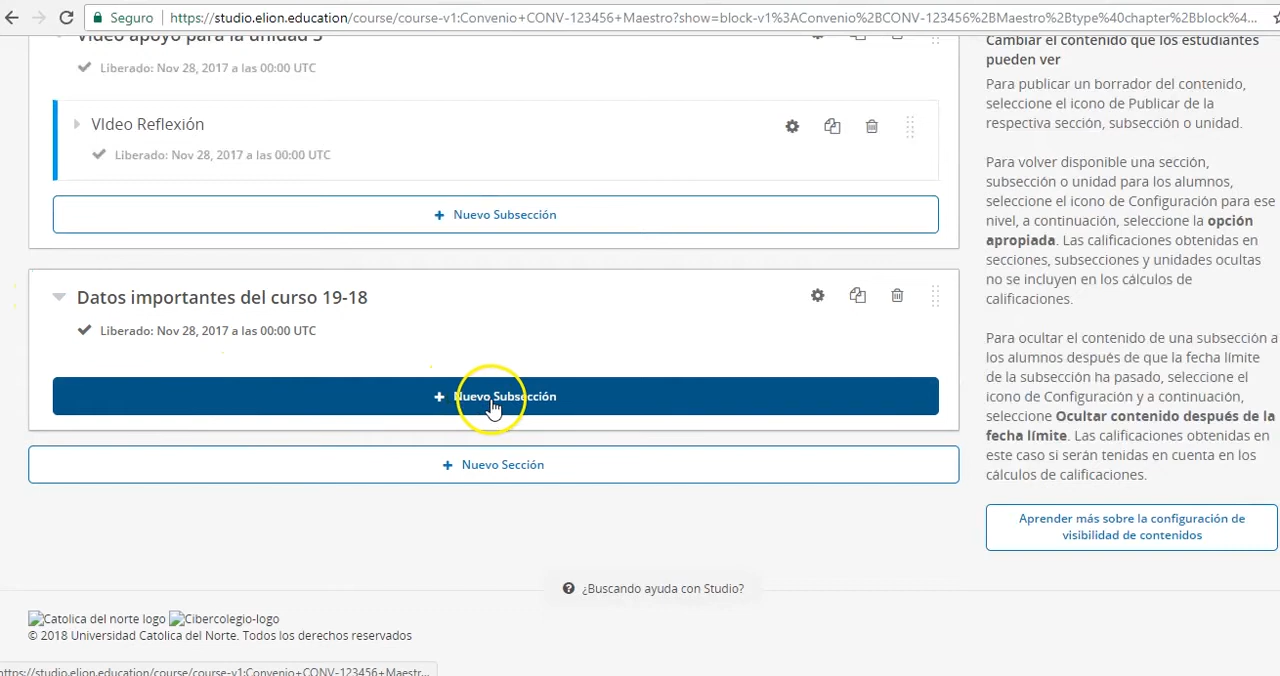 Seguro
https://studio.elion.education/course/course-v1:Convenio+CONV-123456+Maestro?show=block-v1%3AConvenio%2BCONV-123456%2BMaestro%2Btype%40chapter%2Bblock%4...
Video apoyo para la unidad 3
Liberado: Nov 28, 2017 a las 00:00 UTC
VIdeo Reflexión
Liberado: Nov 28, 2017 a las 00:00 UTC
+ Nuevo Subsección
Datos importantes del curso 19-18
Liberado: Nov 28, 2017 a las 00:00 UTC
+ Nuevo Subsección
+ Nuevo Sección
Cambiar el contenido que los estudiantes
pueden ver
Para publicar un borrador del contenido,
seleccione el icono de Publicar de la
respectiva sección, subsección o unidad.
Para volver disponible una sección,
subsección o unidad para los alumnos,
seleccione el icono de Configuración para ese
nivel, a continuación, seleccione la opción
apropiada. Las calificaciones obtenidas en
secciones, subsecciones y unidades ocultas
no se incluyen en los cálculos de
calificaciones.
Para ocultar el contenido de una subsección a
los alumnos después de que la fecha límite
de la subsección ha pasado, seleccione el
icono de Configuración y a continuación,
seleccione Ocultar contenido después de la
fecha límite. Las calificaciones obtenidas en
este caso si serán tenidas en cuenta en los
cálculos de calificaciones.
Aprender más sobre la configuración de
visibilidad de contenidos
¿Buscando ayuda con Studio?
Catolica del norte logo Cibercolegio-logo
© 2018 Universidad Catolica del Norte. Todos los derechos reservados
https://studio.elion.education/course/course-v1:Convenio+CONV-123456+Maestr...